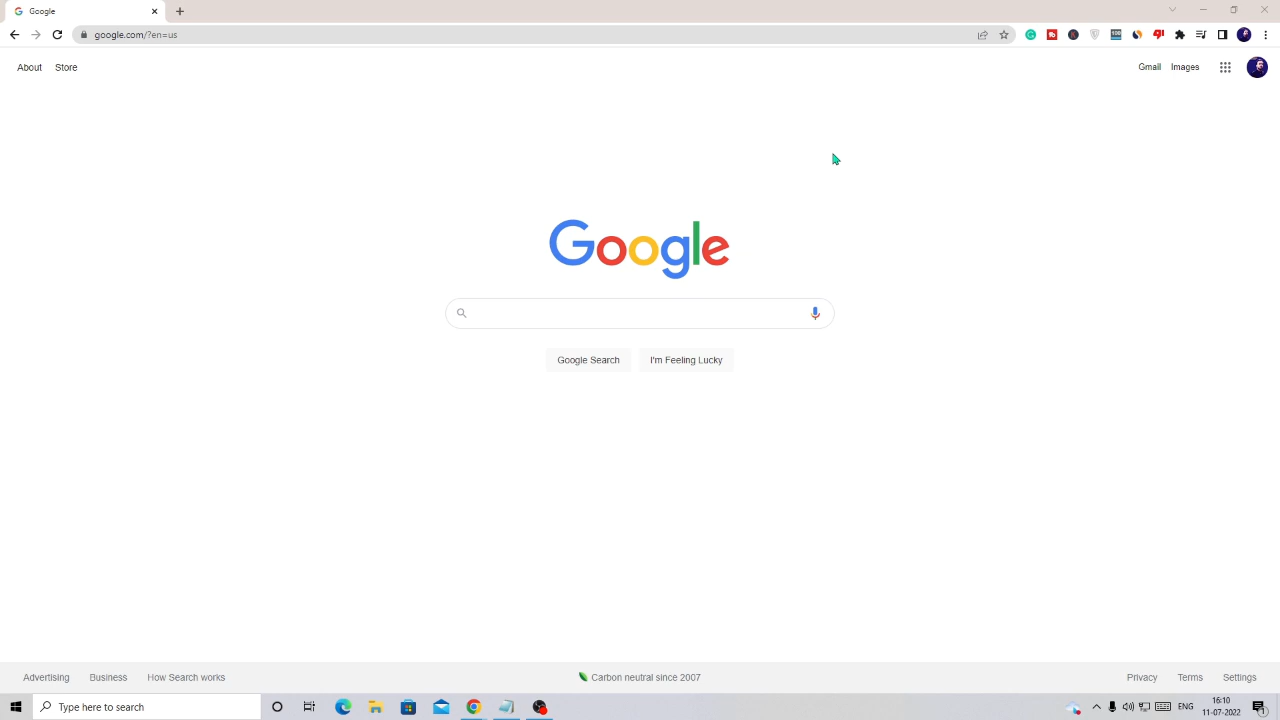 Google
google.com/?en=us
About Store
Gmail Images
Google
Google Search I'm Feeling Lucky
Advertising Business How Search works
Carbon neutral since 2007
Privacy Terms Settings
Type here to search
ENG
16:10
11-07-2022